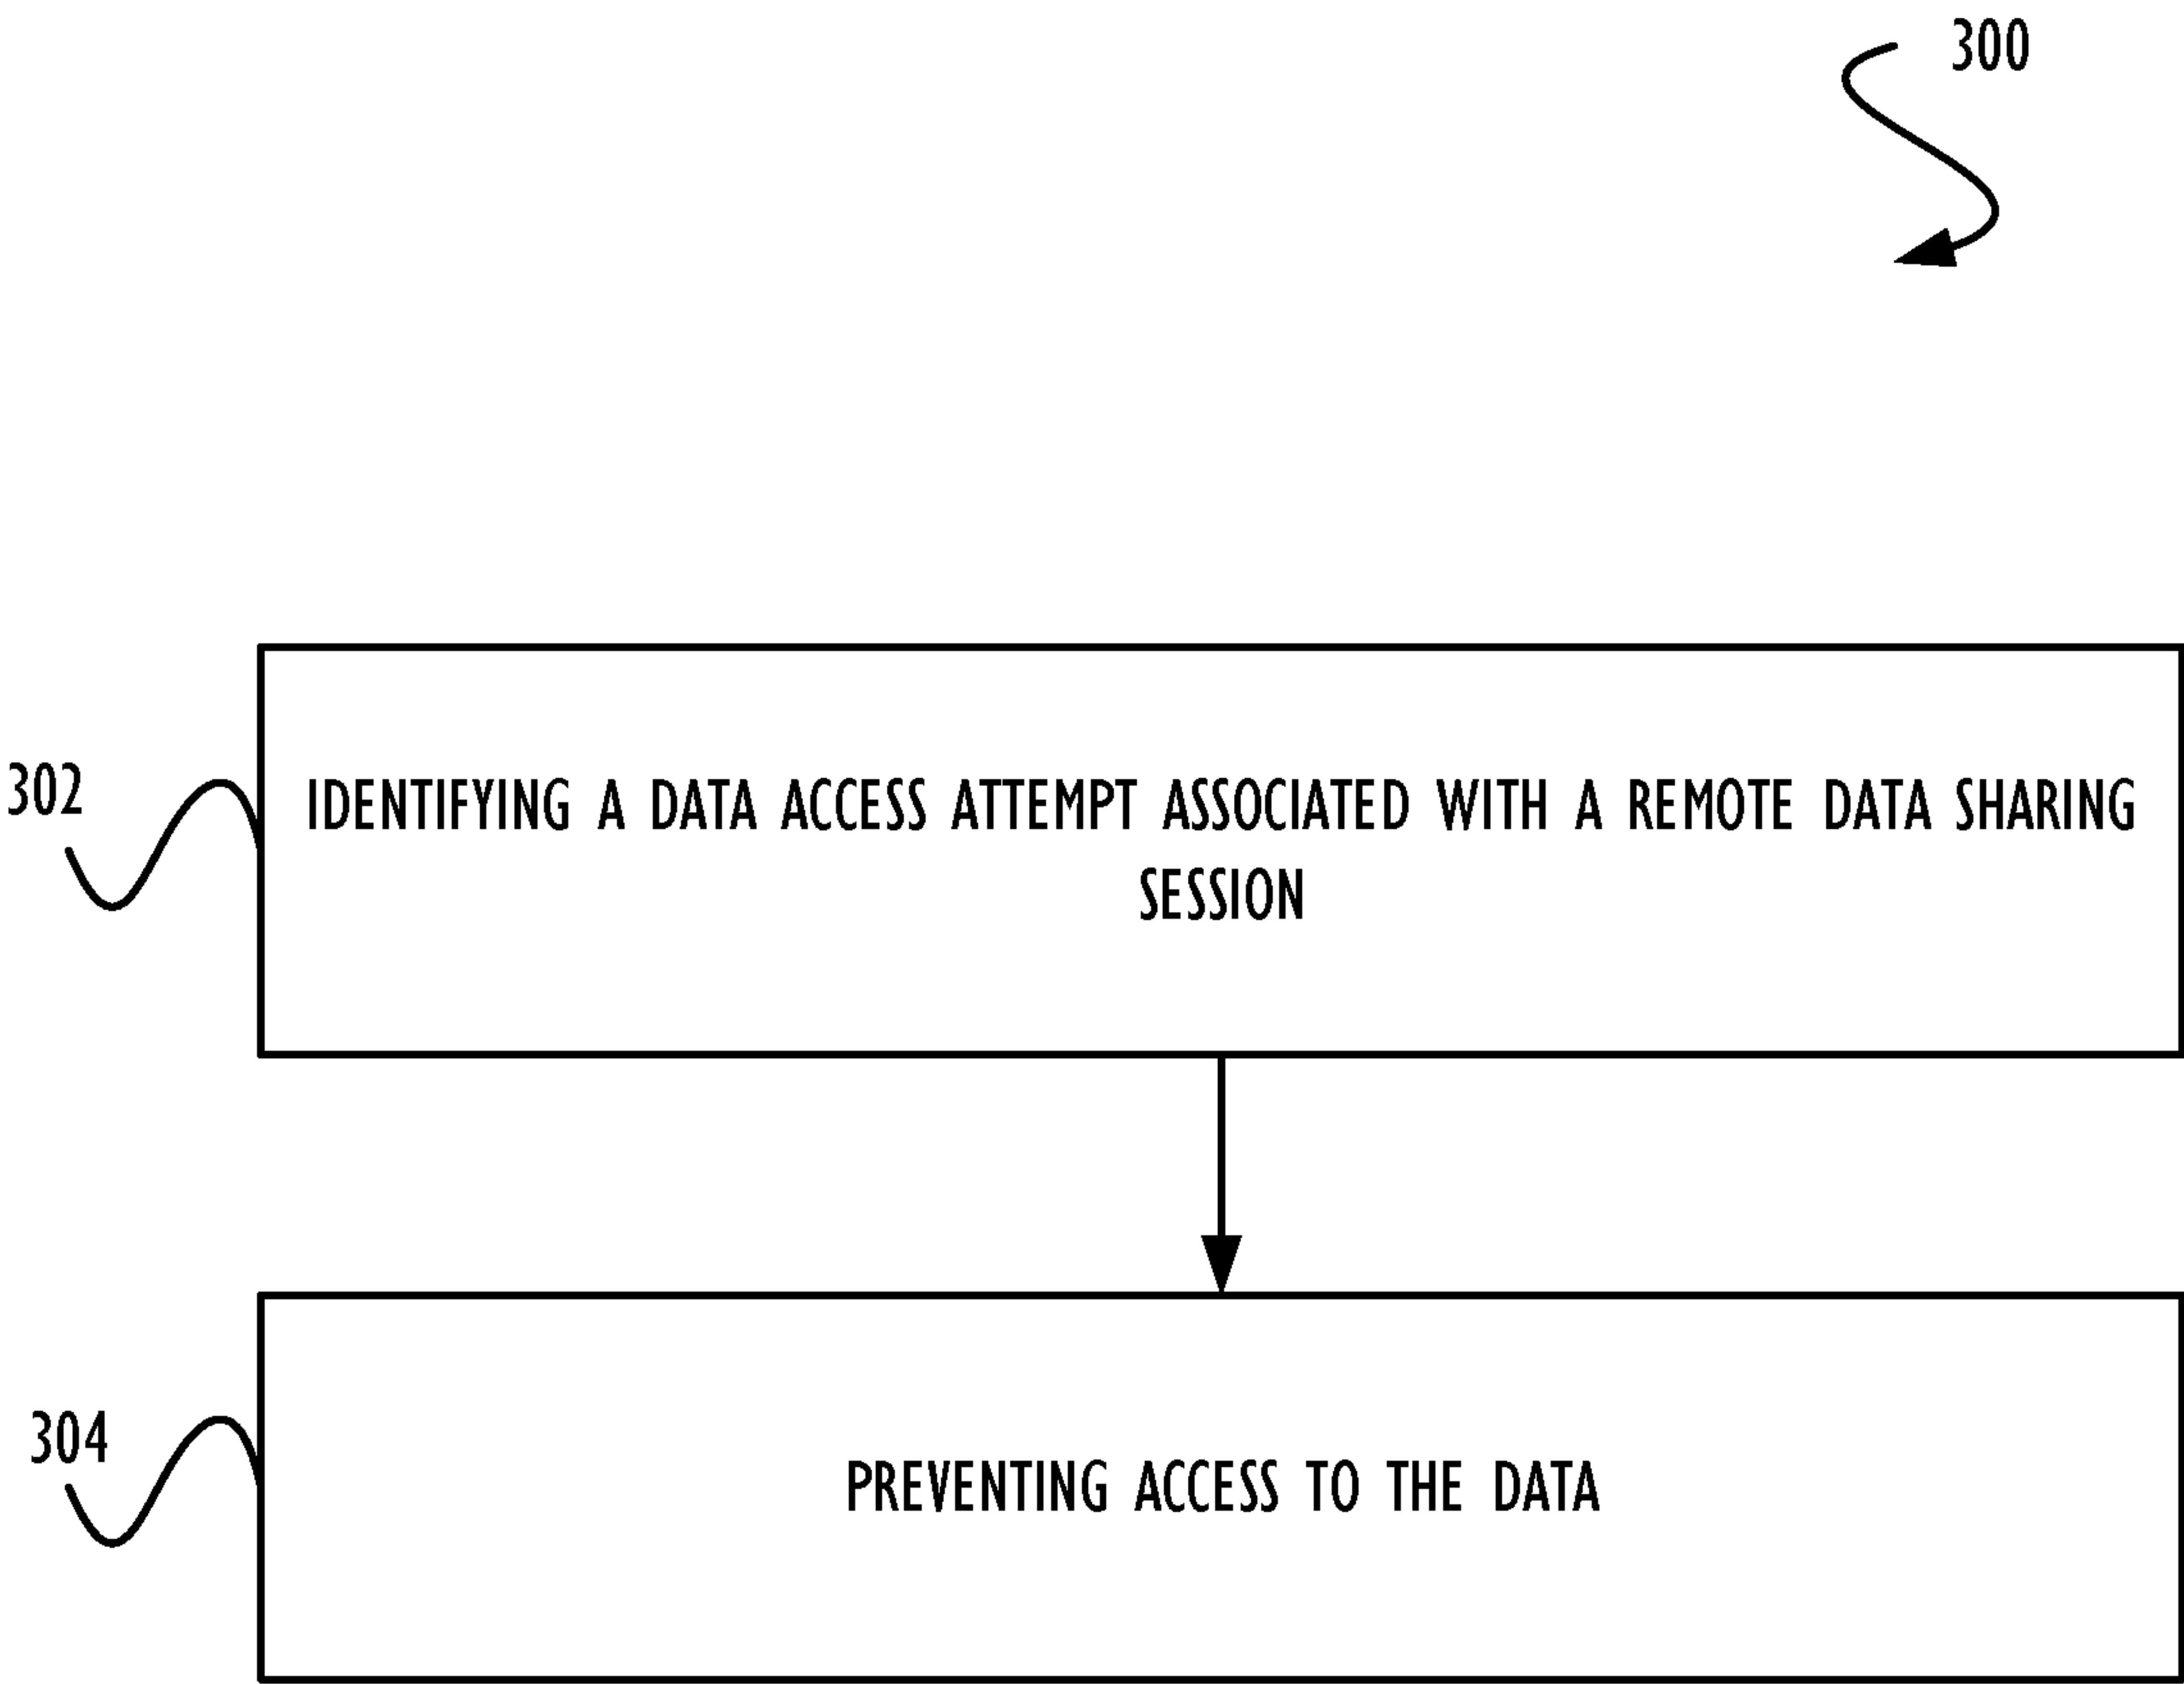 300
302
IDENTIFYING A DATA ACCESS ATTEMPT ASSOCIATED WITH A REMOTE DATA SHARING
SESSION
304
PREVENTING ACCESS TO THE DATA